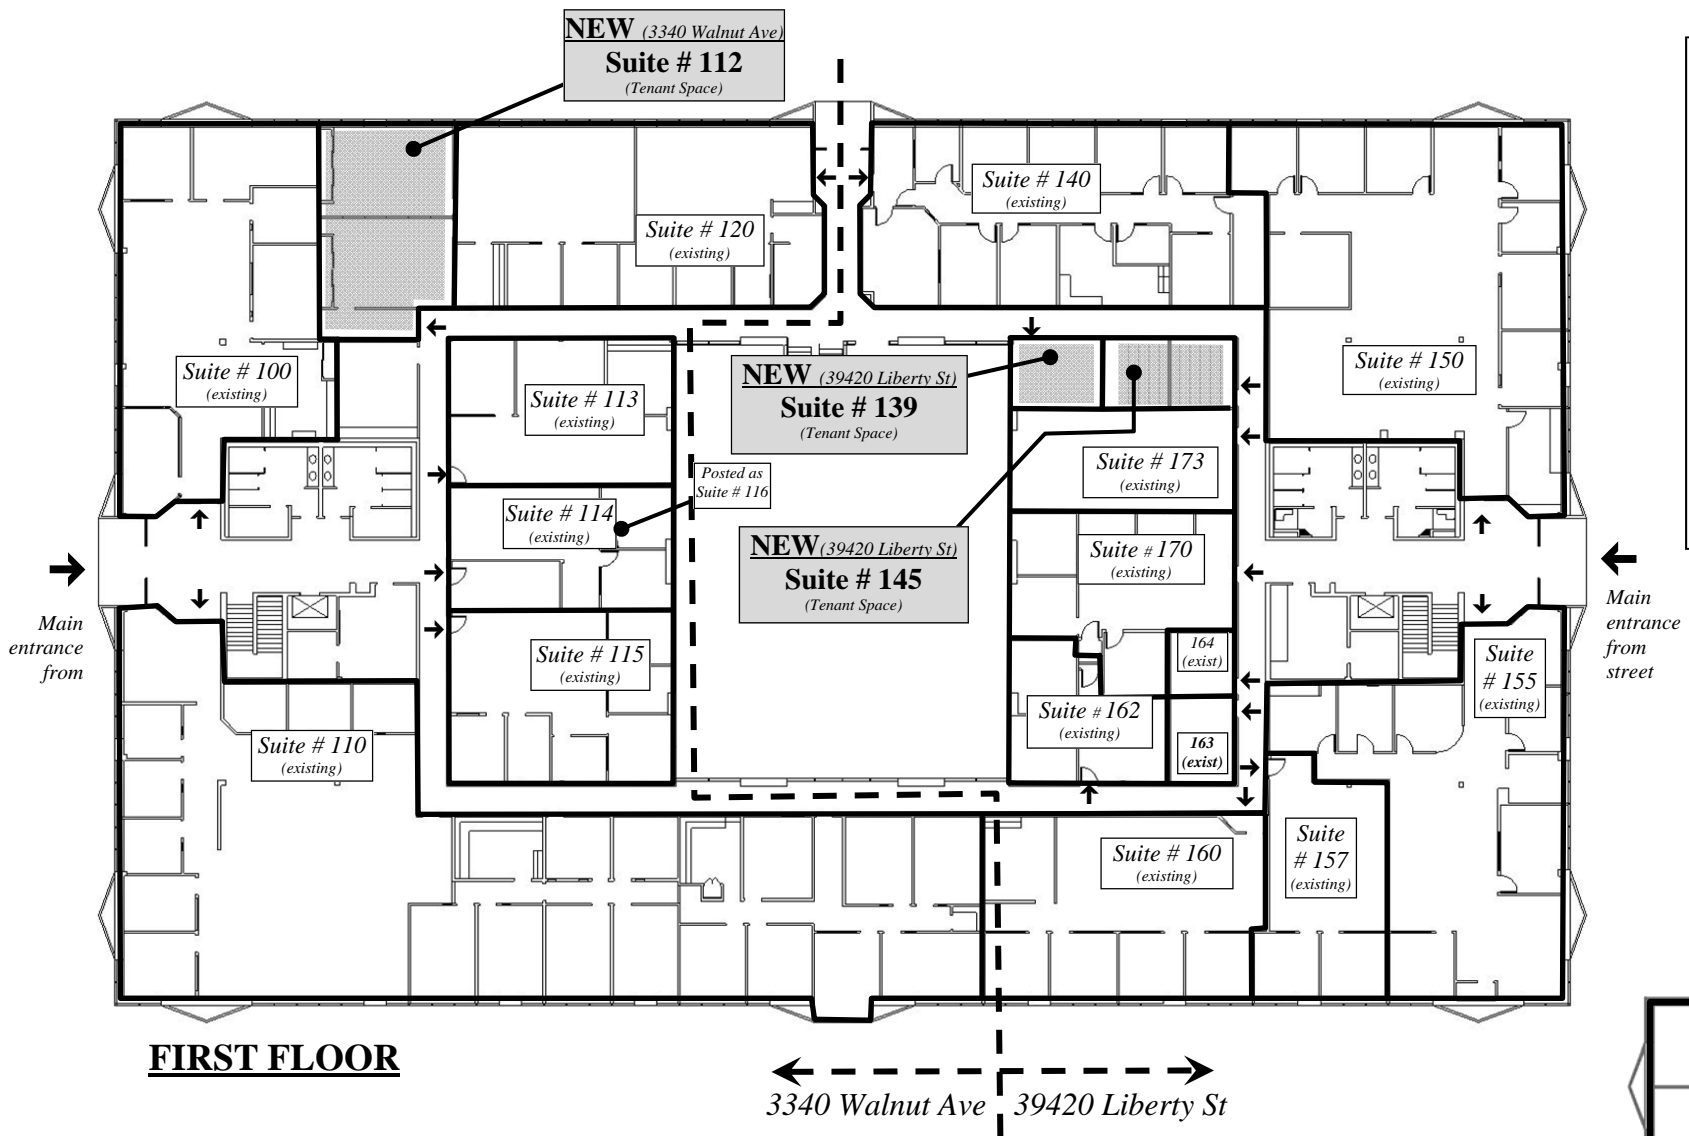 NEW (3340 Walnut Ave)
Suite # 112
(Tenant Space)
Suite # 140
(existing)
Suite # 120
(existing)
Suite # 100
(existing)
Suite # 113
(existing)
NEW (39420 Liberty St)
Suite # 139
(Tenant Space)
Suite # 150
(existing)
Posted as
Suite # 116
Suite # 173
(existing)
Suite # 114
(existing)
NEW (39420 Liberty St)
Suite # 145
(Tenant Space)
Suite # 170
(existing)
Main
entrance
from
Main
entrance
from
street
Suite # 115
(existing)
164
(exist)
Suite
# 155
(existing)
Suite # 110
(existing)
Suite # 162
(existing)
163
(exist)
Suite # 160
(existing)
Suite
# 157
(existing)
FIRST FLOOR
3340 Walnut Ave
39420 Liberty St